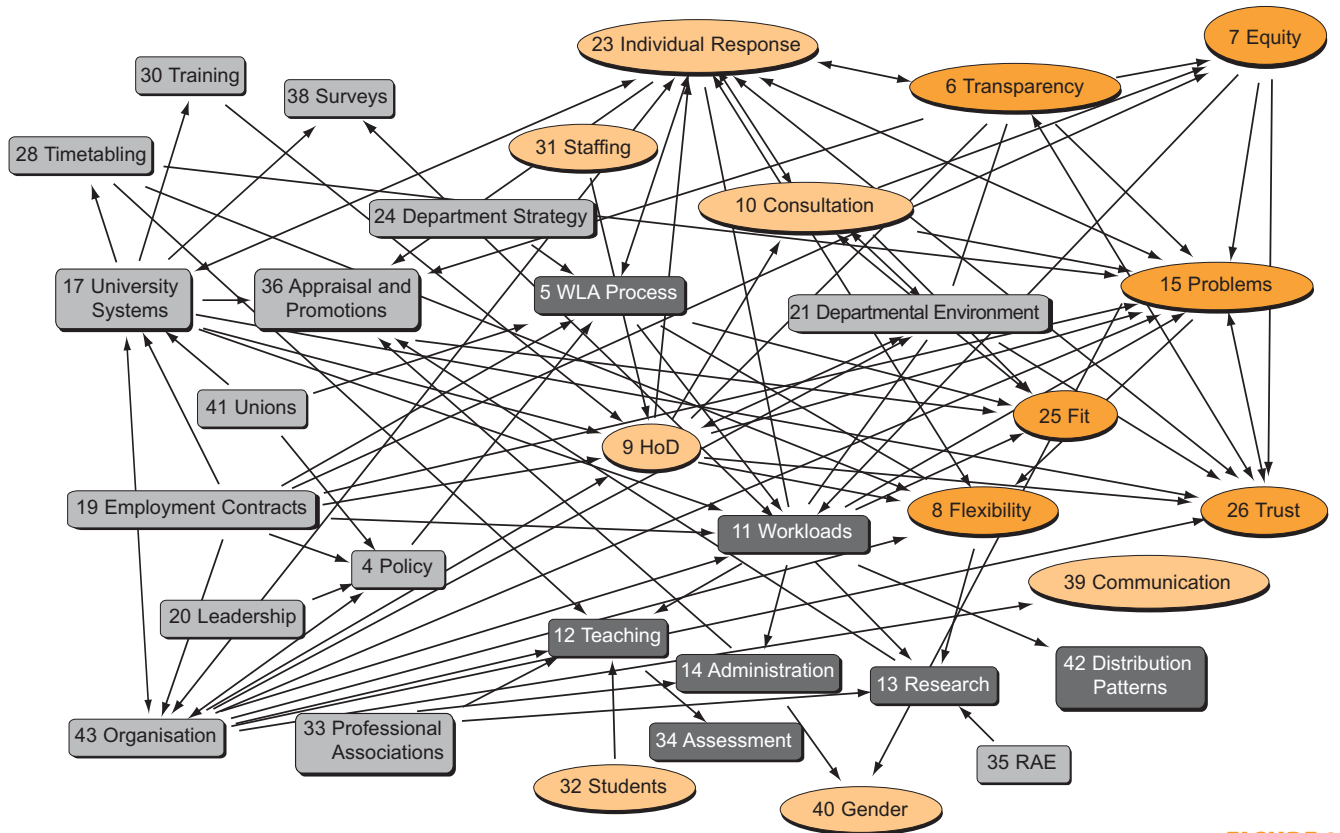 23 Individual Response
7 Equity
30 Training
6 Transparency
38 Surveys
31 Staffing
28 Timetabling
10 Consultation
24 Department Strategy
17 University
Systems
36 Appraisal and
Promotions
5 WLA Process
15 Problems
21 Departmental Environment
41 Unions
25 Fit
9 HoD
19 Employment Contracts
8 Flexibility
26 Trust
11 Workloads
4 Policy
39 Communication
20 Leadership
12 Teaching
14 Administration
42 Distribution
Patterns
13 Research
43 Organisation
33 Professional
Associations
34 Assessment
35 RAE
32 Students
40 Gender